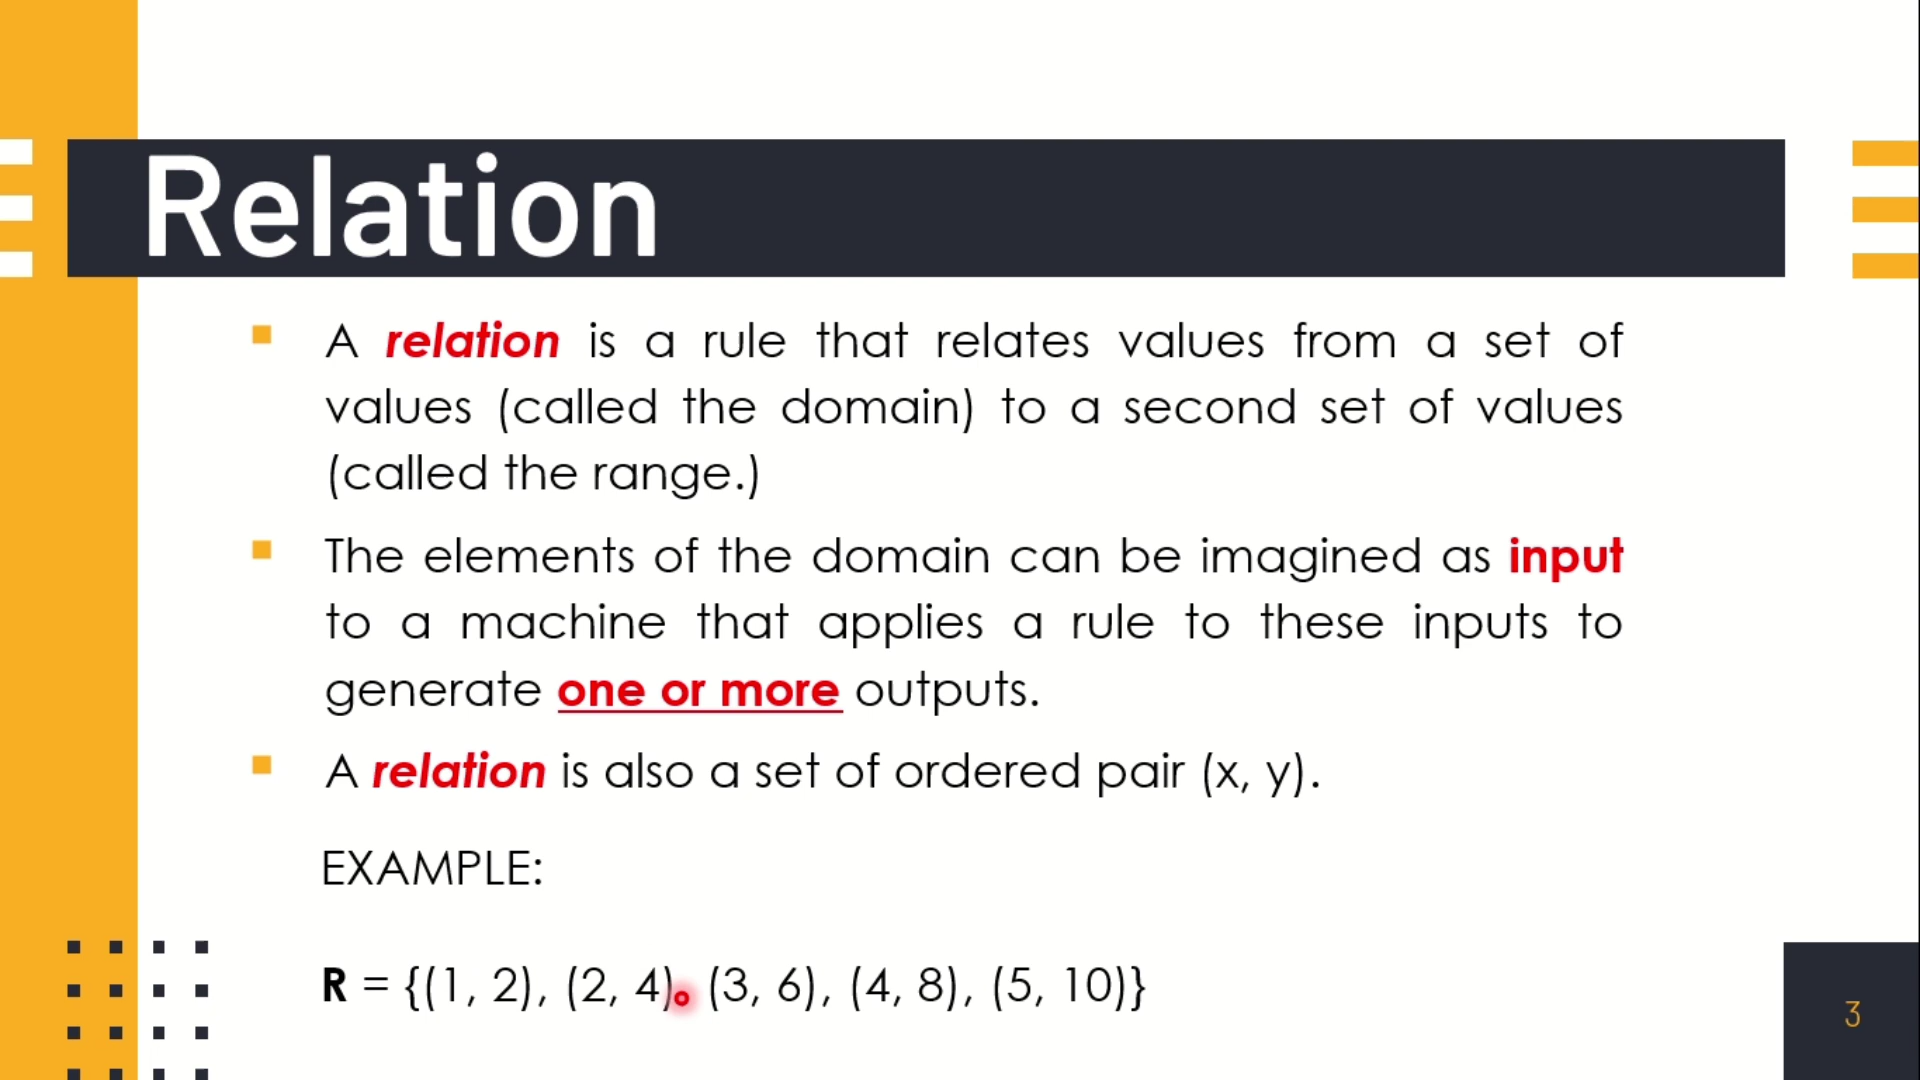 Relation
A relation is a rule that relates values from a set of
values (called the domain) to a second set of values
(called the range.)
The elements of the domain can be imagined as input
to a machine that applies a rule to these inputs to
generate one or more outputs.
A relation is also a set of ordered pair (x, y).
EXAMPLE:
R = {(1, 2), (2, 4), (3, 6), (4, 8), (5, 10)}
3